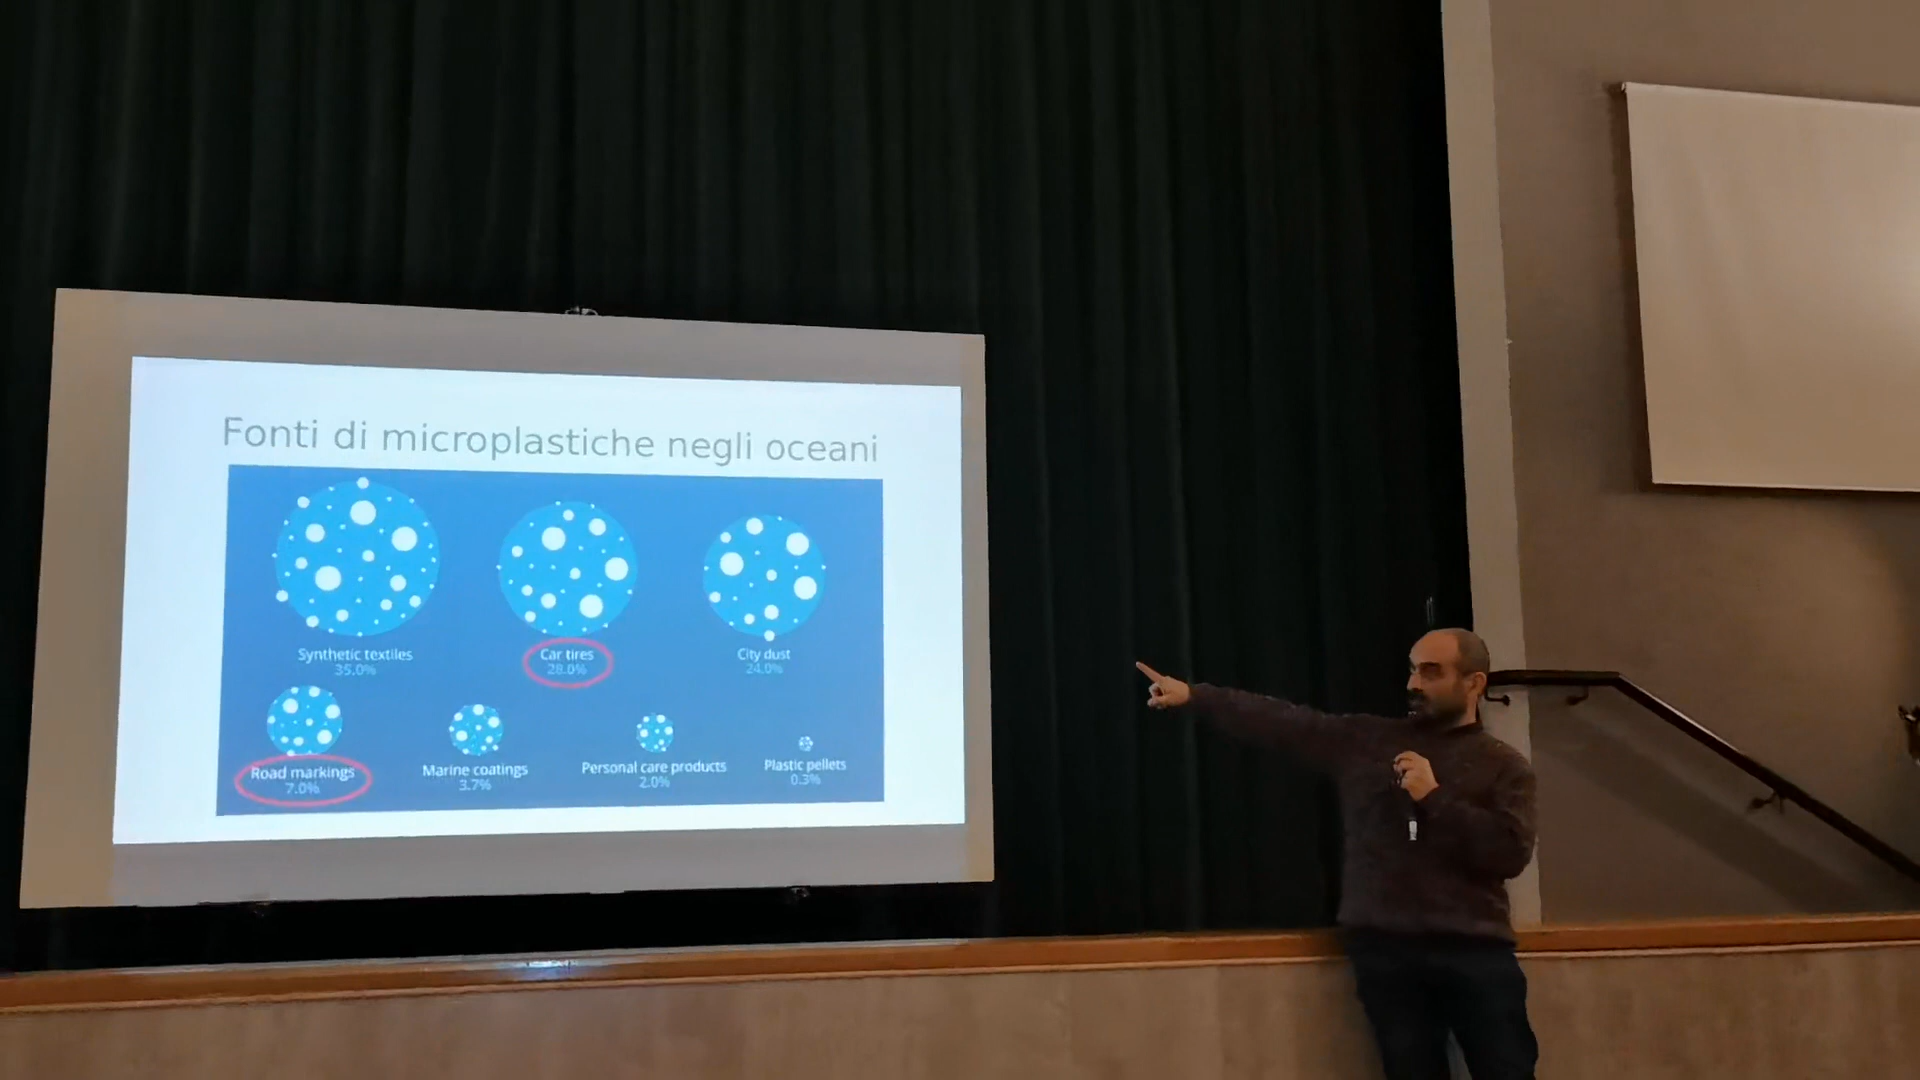 Fonti di microplastiche negli oceani
Synthetic textiles
35.0%
Car tires
28.0%
City dust
24.0%
Road markings
7.0%
Marine coatings
3.7%
Personal care products
2.0%
Plastic pellets
0.3%